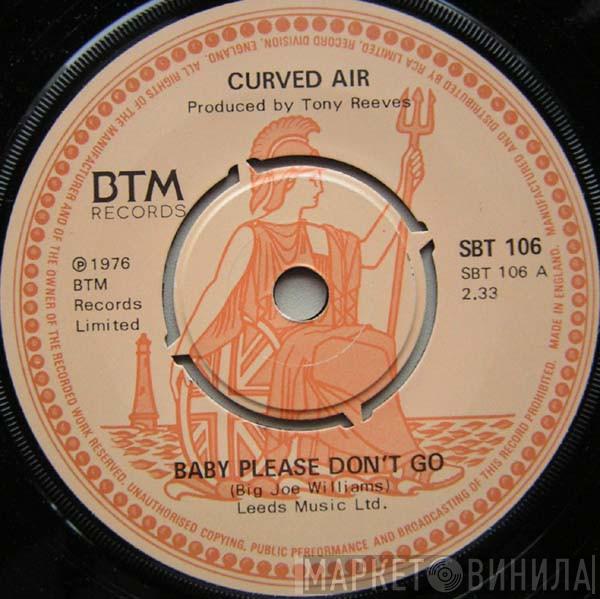 CURVED AIR
Produced by Tony Reeves
BTM
RECORDS
℗ 1976
BTM
Records
Limited
SBT 106
SBT 106 A
2.33
BABY PLEASE DON'T GO
(Big Joe Williams)
Leeds Music Ltd.
MANUFACTURED AND DISTRIBUTED BY RCA LIMITED, RECORD DIVISION, ENGLAND. ALL RIGHTS OF THE MANUFACTURER AND OF THE OWNER OF THE RECORDED WORK RESERVED. UNAUTHORISED COPYING, PUBLIC PERFORMANCE AND BROADCASTING OF THIS RECORD PROHIBITED. MADE IN ENGLAND.
МАРКЕТ ВИНИЛА